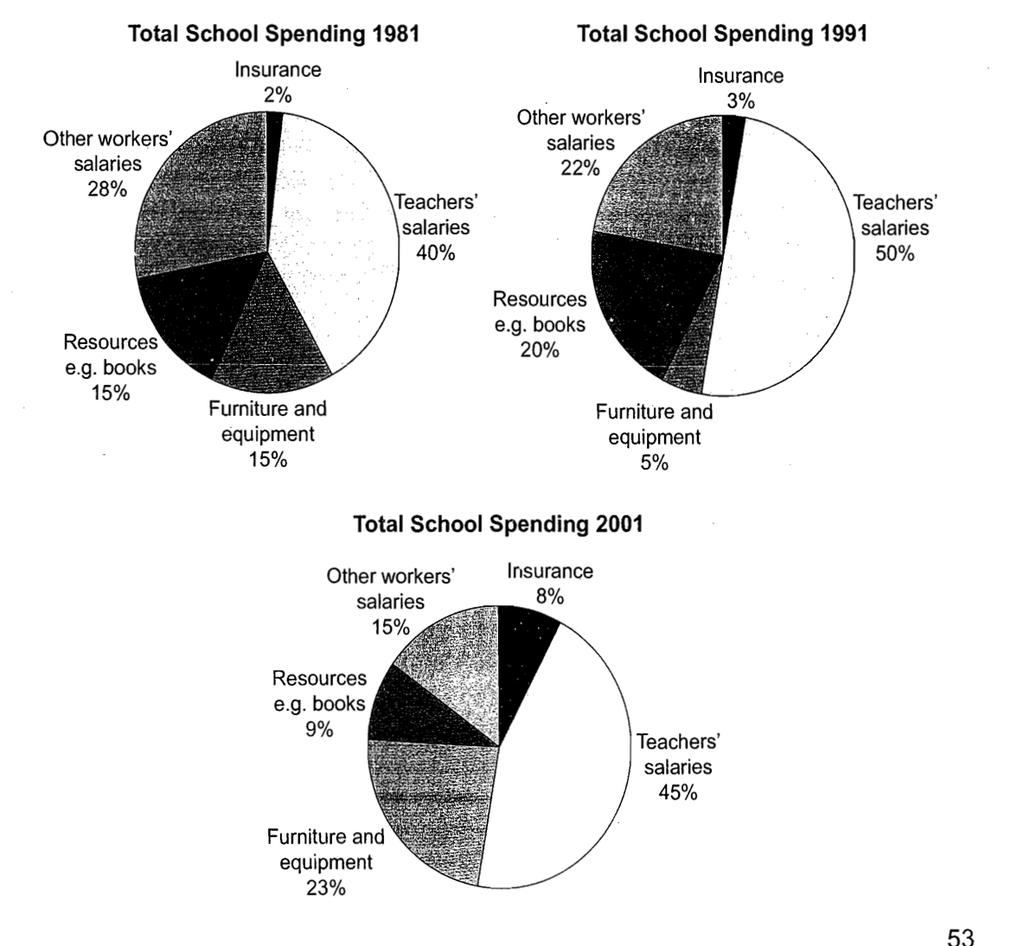 Total School Spending 1981
Insurance
2%
Other workers'
salaries
28%
Teachers'
salaries
40%
Resources
e.g. books
15%
Furniture and
equipment
15%
Total School Spending 1991
Insurance
3%
Other workers'
salaries
22%
Teachers'
salaries
50%
Resources
e.g. books
20%
Furniture and
equipment
5%
Total School Spending 2001
Other workers'
salaries
15%
Insurance
8%
Resources
e.g. books
9%
Teachers'
salaries
45%
Furniture and
equipment
23%
53